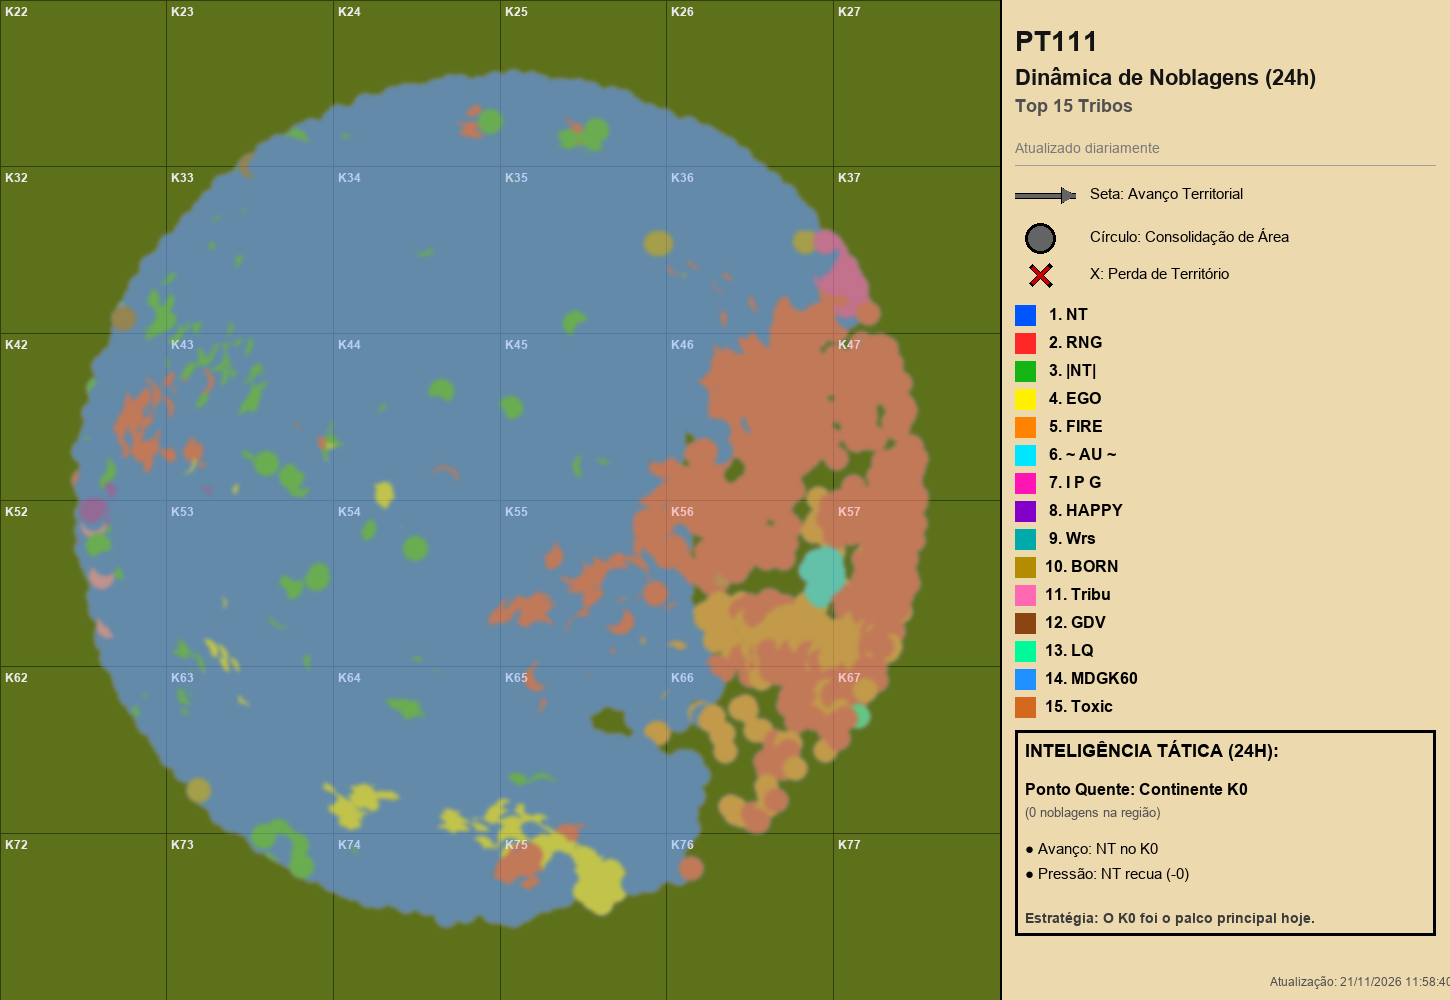 K22 K23 K24 K25 K26 K27
K32 K33 K34 K35 K36 K37
K42 K43 K44 K45 K46 K47
K52 K53 K54 K55 K56 K57
K62 K63 K64 K65 K66 K67
K72 K73 K74 K75 K76 K77
PT111
Dinâmica de Noblagens (24h)
Top 15 Tribos
Atualizado diariamente
Seta: Avanço Territorial
Círculo: Consolidação de Área
X: Perda de Território
1. NT
2. RNG
3. |NT|
4. EGO
5. FIRE
6. ~ AU ~
7. I P G
8. HAPPY
9. Wrs
10. BORN
11. Tribu
12. GDV
13. LQ
14. MDGK60
15. Toxic
INTELIGÊNCIA TÁTICA (24H):
Ponto Quente: Continente K0
(0 noblagens na região)
● Avanço: NT no K0
● Pressão: NT recua (-0)
Estratégia: O K0 foi o palco principal hoje.
Atualização: 21/11/2026 11:58:40